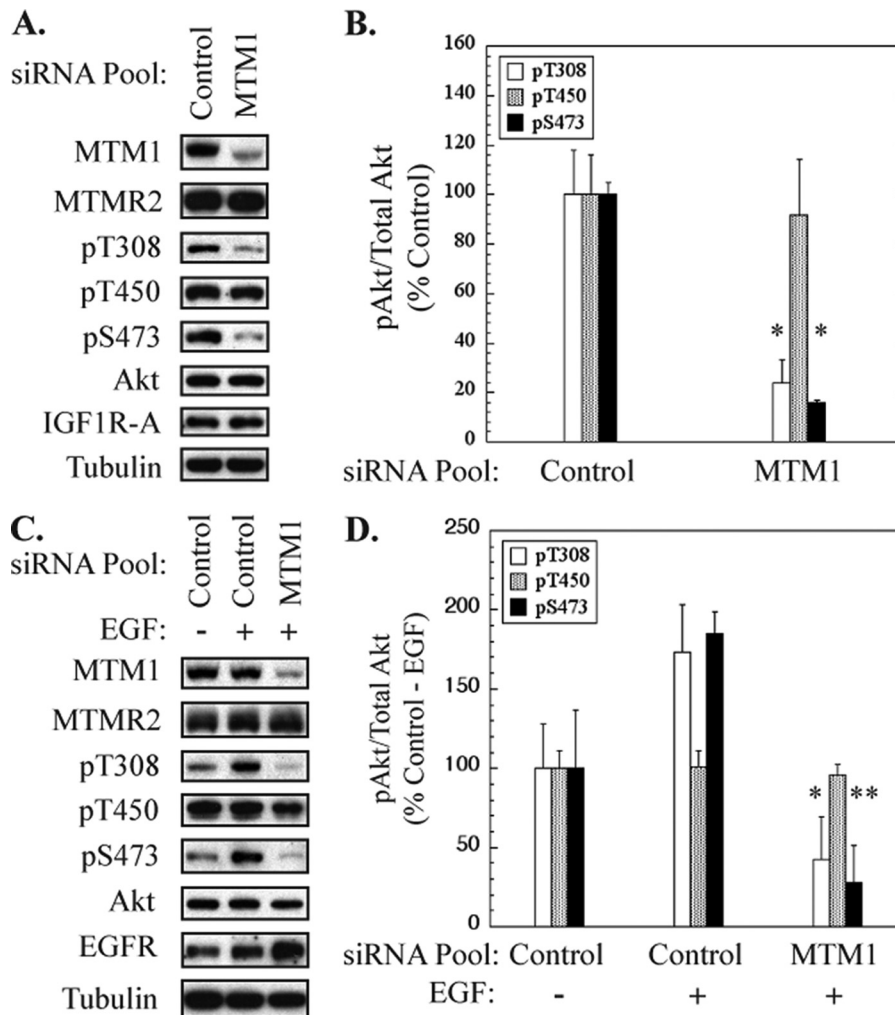 A.
siRNA Pool: Control MTM1
MTM1
MTMR2
pT308
pT450
pS473
Akt
IGF1R-A
Tubulin
B.
pAkt/Total Akt
(% Control)
160
140
120
100
80
60
40
20
0
pT308
pT450
pS473
* *
siRNA Pool: Control MTM1
C.
siRNA Pool: Control Control MTM1
EGF: - + +
MTM1
MTMR2
pT308
pT450
pS473
Akt
EGFR
Tubulin
D.
pAkt/Total Akt
(% Control - EGF)
250
200
150
100
50
0
pT308
pT450
pS473
* **
siRNA Pool: Control Control MTM1
EGF: - + +